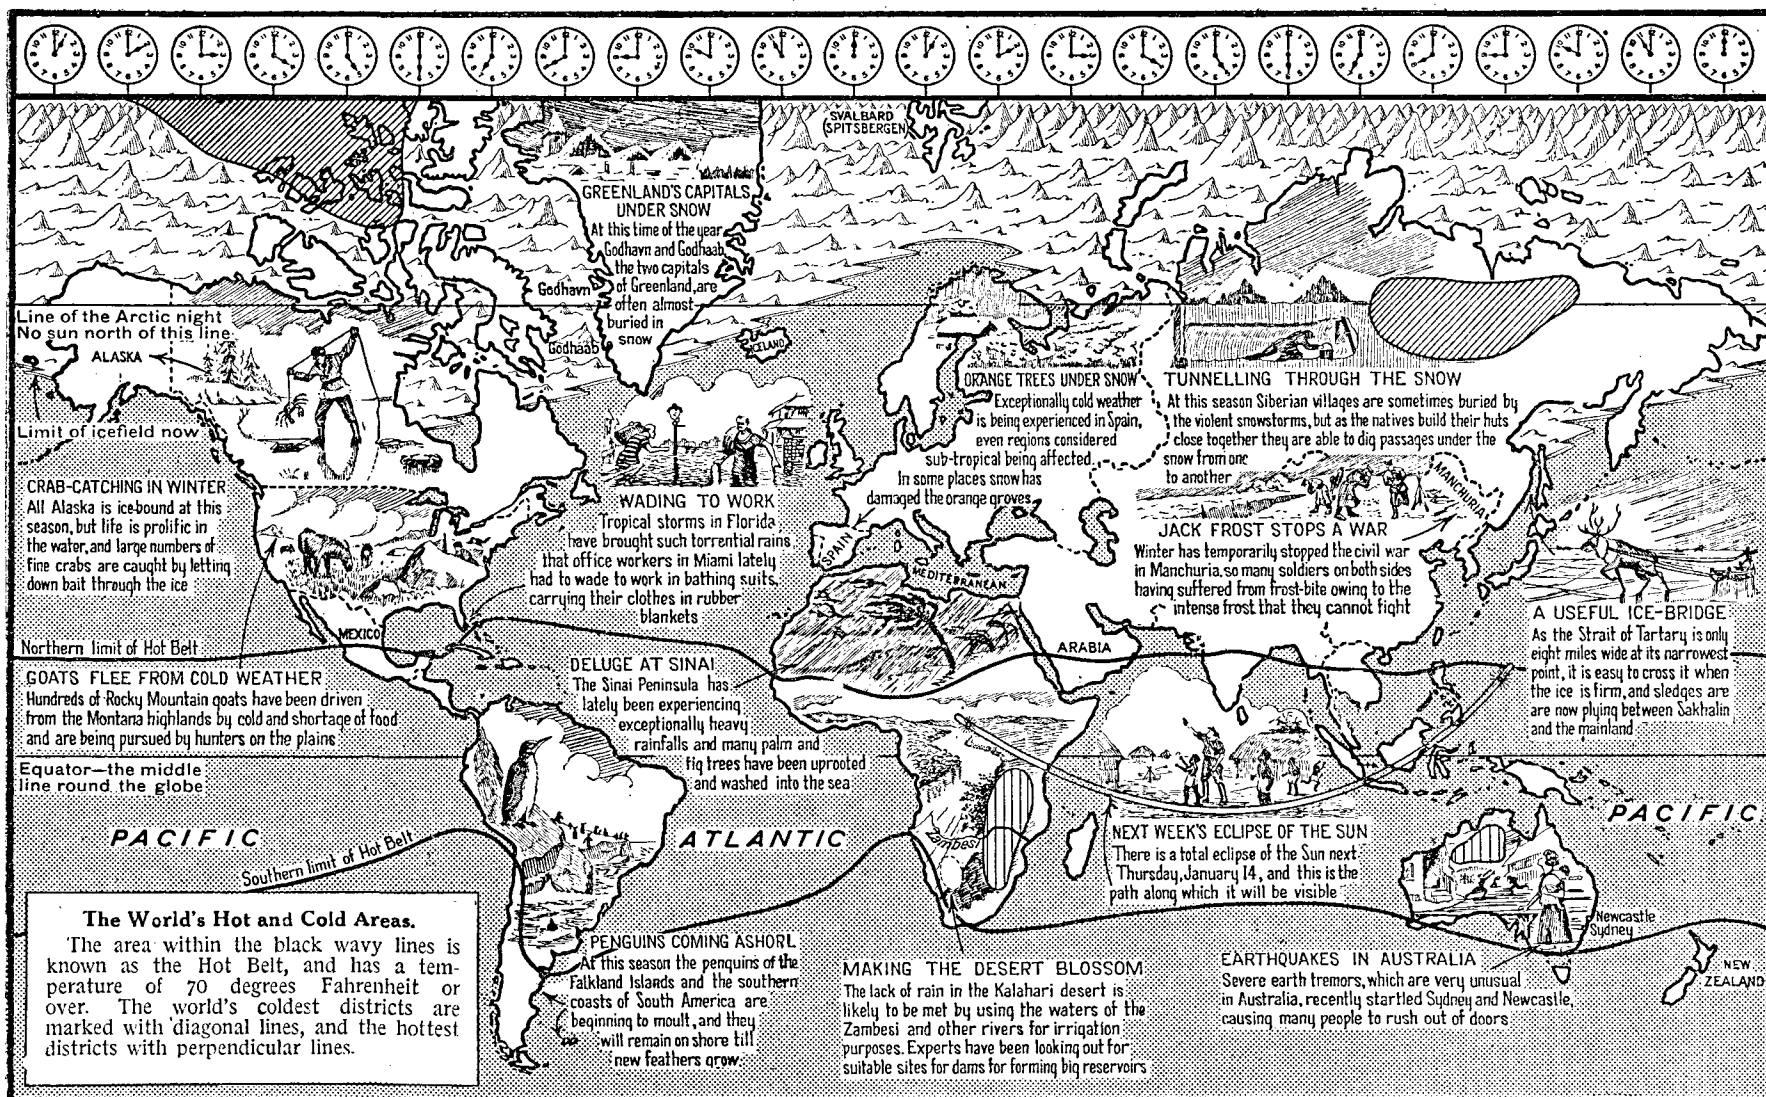 SVALBARD
(SPITSBERGEN)
GREENLAND'S CAPITALS
UNDER SNOW
At this time of the year
Godhavn and Godhaab,
the two capitals
of Greenland, are
often almost
buried in
snow
Godhavn
Godhaab
ICELAND
Line of the Arctic night
No sun north of this line
ALASKA
Limit of icefield now
CRAB-CATCHING IN WINTER
All Alaska is icebound at this
season, but life is prolific in
the water, and large numbers of
fine crabs are caught by letting
down bait through the ice
WADING TO WORK
Tropical storms in Florida
have brought such torrential rains
that office workers in Miami lately
had to wade to work in bathing suits,
carrying their clothes in rubber
blankets
ORANGE TREES UNDER SNOW
Exceptionally cold weather
is being experienced in Spain,
even regions considered
sub-tropical being affected
In some places snow has
damaged the orange groves
SPAIN
MEDITERRANEAN
TUNNELLING THROUGH THE SNOW
At this season Siberian villages are sometimes buried by
the violent snowstorms, but as the natives build their huts
close together they are able to dig passages under the
snow from one
to another
MANCHURIA
JACK FROST STOPS A WAR
Winter has temporarily stopped the civil war
in Manchuria, so many soldiers on both sides
having suffered from frost-bite owing to the
intense frost that they cannot fight
A USEFUL ICE-BRIDGE
As the Strait of Tartary is only
eight miles wide at its narrowest
point, it is easy to cross it when
the ice is firm, and sledges are
are now plying between Sakhalin
and the mainland
MEXICO
Northern limit of Hot Belt
GOATS FLEE FROM COLD WEATHER
Hundreds of Rocky Mountain goats have been driven
from the Montana highlands by cold and shortage of food
and are being pursued by hunters on the plains
DELUGE AT SINAI
The Sinai Peninsula has
lately been experiencing
exceptionally heavy
rainfalls and many palm and
fig trees have been uprooted
and washed into the sea
ARABIA
Equator—the middle
line round the globe
PACIFIC
ATLANTIC
PACIFIC
Southern limit of Hot Belt
Zambesi
NEXT WEEK'S ECLIPSE OF THE SUN
There is a total eclipse of the Sun next
Thursday, January 14, and this is the
path along which it will be visible
The World's Hot and Cold Areas.
The area within the black wavy lines is
known as the Hot Belt, and has a tem-
perature of 70 degrees Fahrenheit or
over. The world's coldest districts are
marked with diagonal lines, and the hottest
districts with perpendicular lines.
PENGUINS COMING ASHORE
At this season the penguins of the
Falkland Islands and the southern
coasts of South America are
beginning to moult, and they
will remain on shore till
new feathers grow
MAKING THE DESERT BLOSSOM
The lack of rain in the Kalahari desert is
likely to be met by using the waters of the
Zambesi and other rivers for irrigation
purposes. Experts have been looking out for
suitable sites for dams for forming big reservoirs
Newcastle
Sydney
EARTHQUAKES IN AUSTRALIA
Severe earth tremors, which are very unusual
in Australia, recently startled Sydney and Newcastle,
causing many people to rush out of doors
NEW
ZEALAND